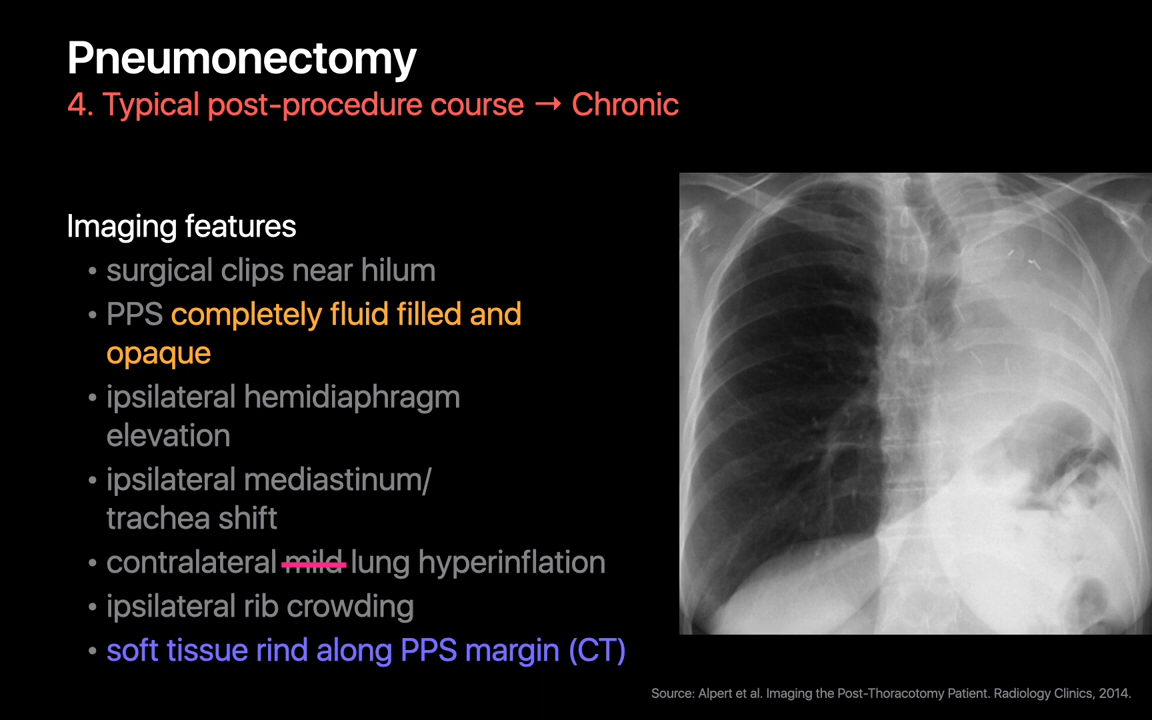 Pneumonectomy
4. Typical post-procedure course → Chronic
Imaging features
• surgical clips near hilum
• PPS completely fluid filled and
opaque
• ipsilateral hemidiaphragm
elevation
• ipsilateral mediastinum/
trachea shift
• contralateral mild lung hyperinflation
• ipsilateral rib crowding
• soft tissue rind along PPS margin (CT)
Source: Alpert et al. Imaging the Post-Thoracotomy Patient. Radiology Clinics, 2014.